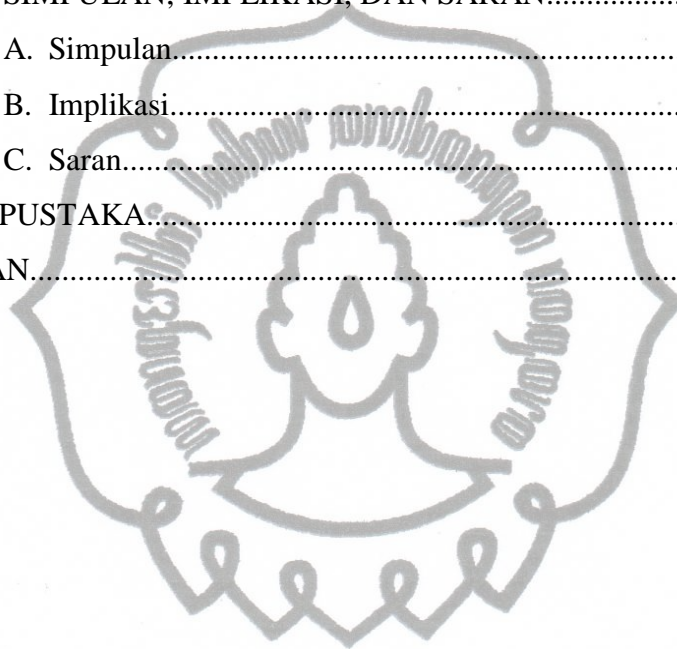 SIMPULAN, IMPLIKASI, DAN SARAN....................
A. Simpulan....................................................................
B. Implikasi....................................................................
C. Saran..........................................................................
PUSTAKA.......................................................................
AN...................................................................................